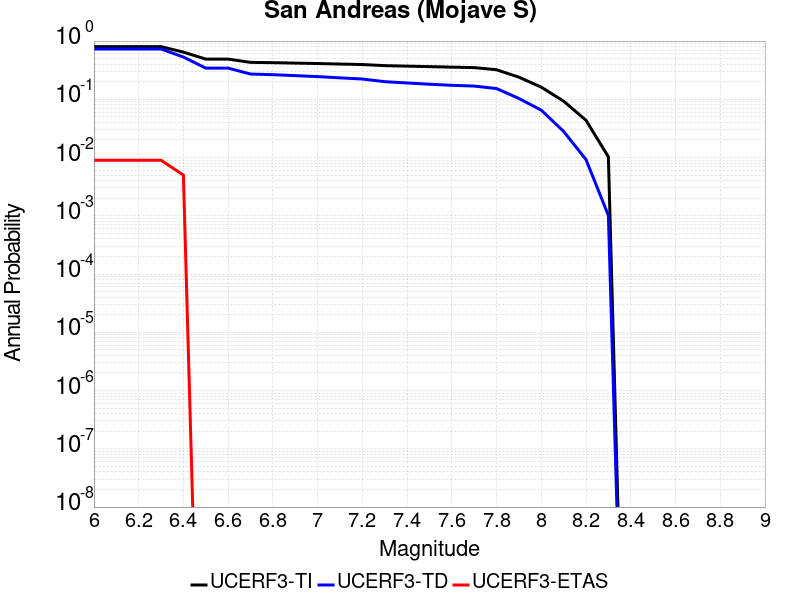 San Andreas (Mojave S)
10^0
10^-1
10^-2
10^-3
10^-4
10^-5
10^-6
10^-7
10^-8
Annual Probability
6 6.2 6.4 6.6 6.8 7 7.2 7.4 7.6 7.8 8 8.2 8.4 8.6 8.8 9
Magnitude
UCERF3-TI UCERF3-TD UCERF3-ETAS